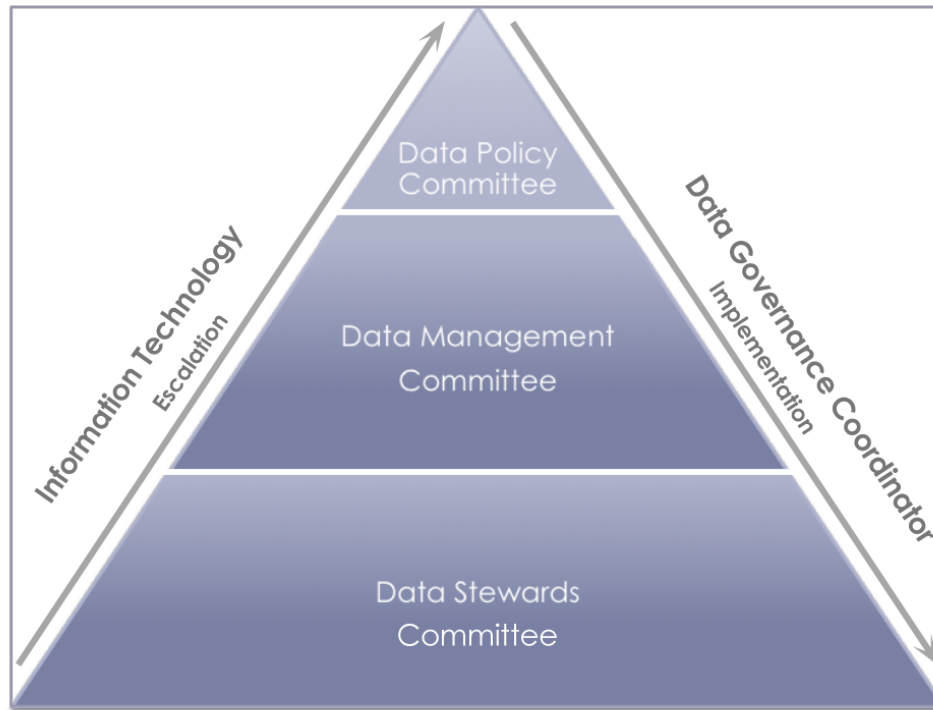 Data Policy
Committee
Data Management
Committee
Data Stewards
Committee
Information Technology
Escalation
Data Governance Coordinator
Implementation